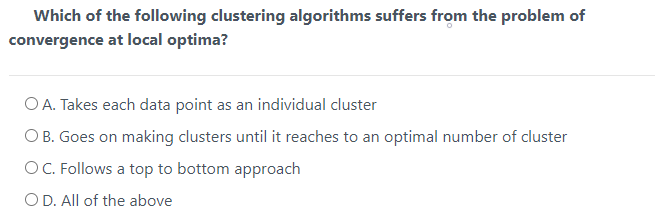 Which of the following clustering algorithms suffers from the problem of
convergence at local optima?
A. Takes each data point as an individual cluster
B. Goes on making clusters until it reaches to an optimal number of cluster
C. Follows a top to bottom approach
D. All of the above